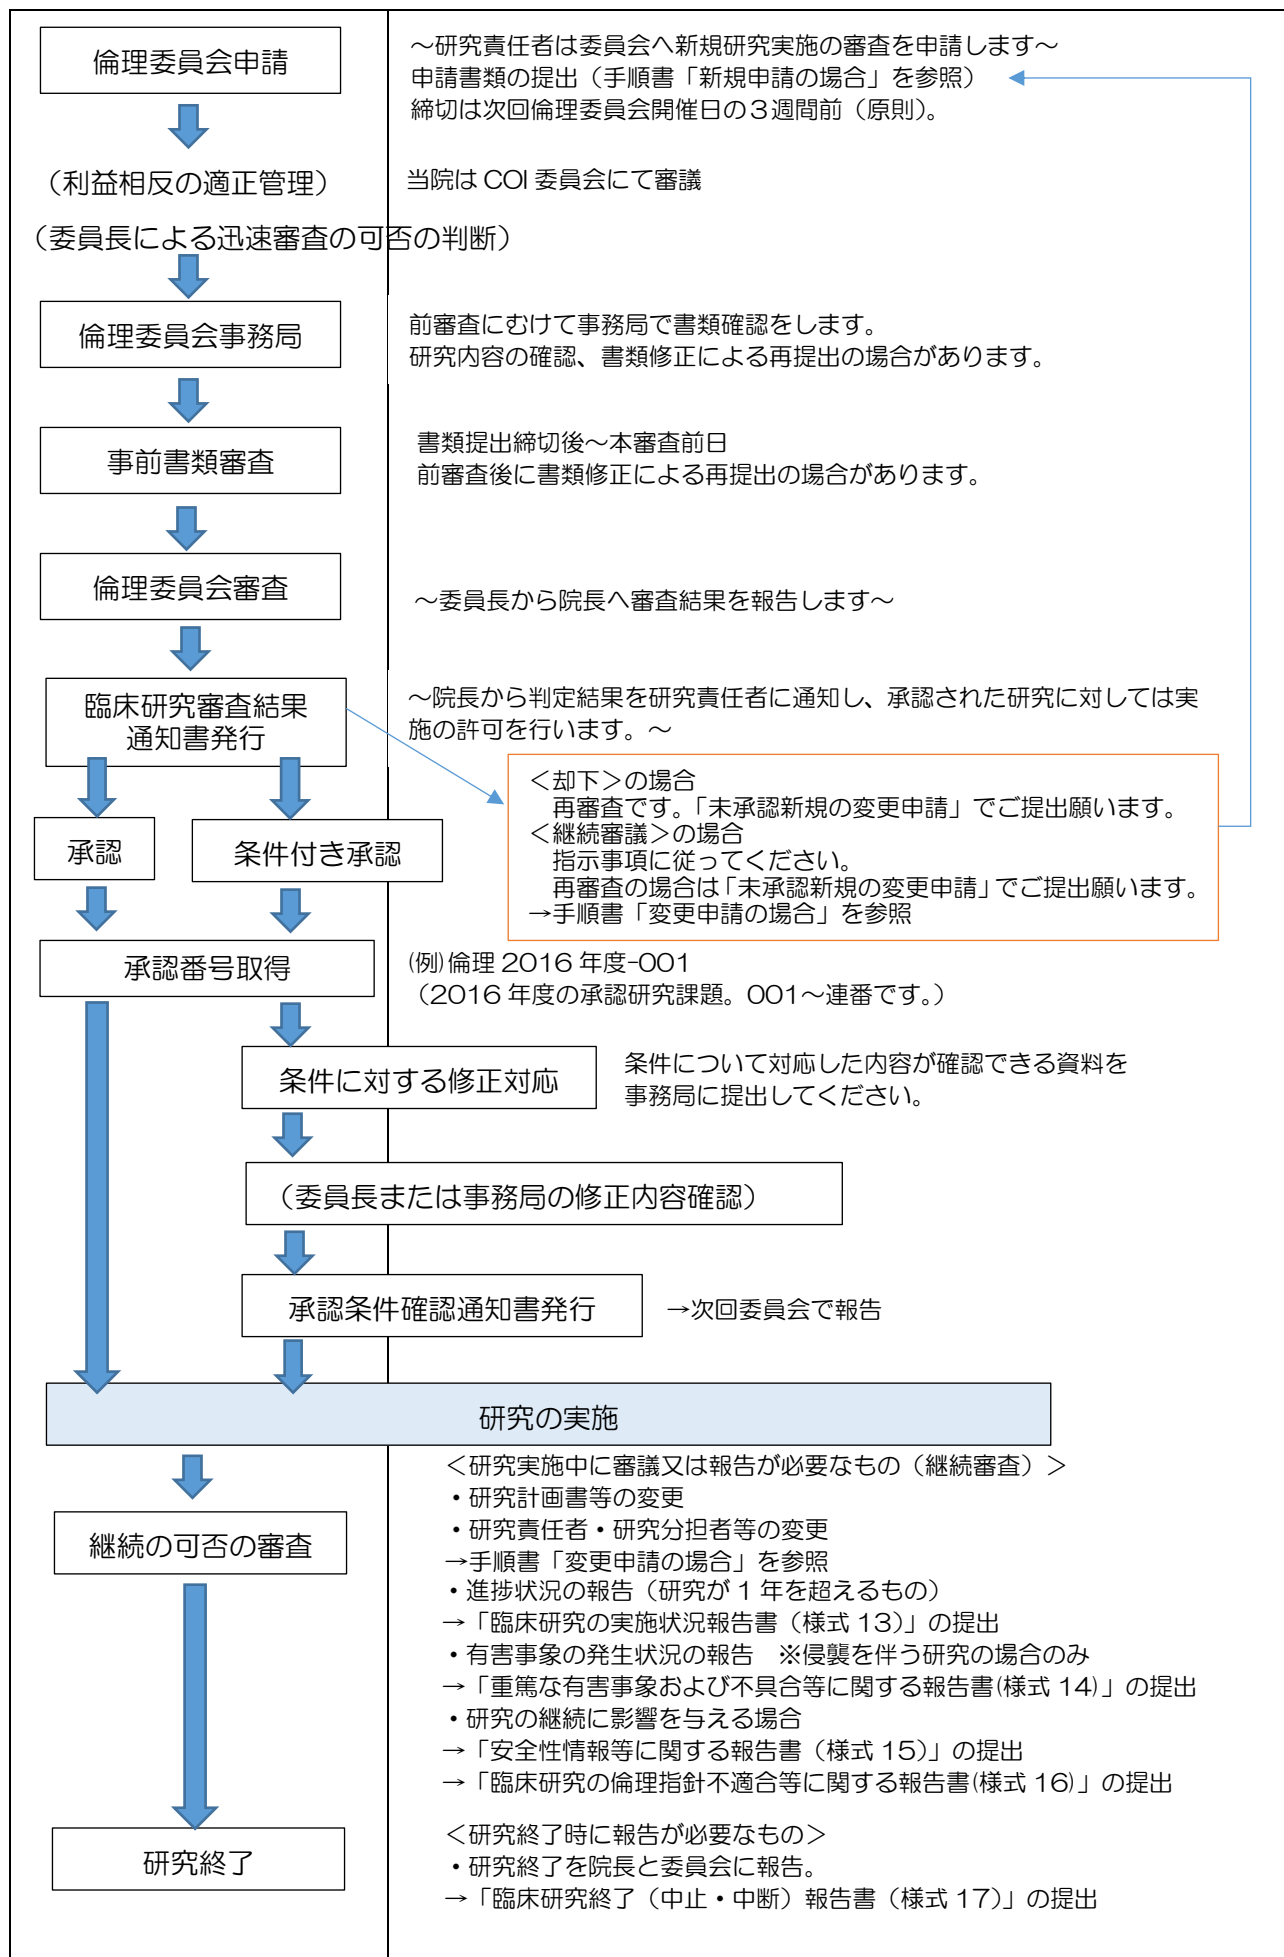 倫理委員会申請
～研究責任者は委員会へ新規研究実施の審査を申請します～
申請書類の提出（手順書「新規申請の場合」を参照）
締切は次回倫理委員会開催日の３週間前（原則）。
（利益相反の適正管理）
当院は COI 委員会にて審議
（委員長による迅速審査の可否の判断）
倫理委員会事務局
前審査にむけて事務局で書類確認をします。
研究内容の確認、書類修正による再提出の場合があります。
事前書類審査
書類提出締切後～本審査前日
前審査後に書類修正による再提出の場合があります。
倫理委員会審査
～委員長から院長へ審査結果を報告します～
臨床研究審査結果
通知書発行
～院長から判定結果を研究責任者に通知し、承認された研究に対しては実
施の許可を行います。～
＜却下＞の場合
再審査です。「未承認新規の変更申請」でご提出願います。
＜継続審議＞の場合
指示事項に従ってください。
再審査の場合は「未承認新規の変更申請」でご提出願います。
→手順書「変更申請の場合」を参照
承認
条件付き承認
承認番号取得
(例)倫理 2016 年度-001
（2016 年度の承認研究課題。001～連番です。）
条件に対する修正対応
条件について対応した内容が確認できる資料を
事務局に提出してください。
（委員長または事務局の修正内容確認）
承認条件確認通知書発行
→次回委員会で報告
研究の実施
＜研究実施中に審議又は報告が必要なもの（継続審査）＞
・研究計画書等の変更
・研究責任者・研究分担者等の変更
→手順書「変更申請の場合」を参照
・進捗状況の報告（研究が 1 年を超えるもの）
→「臨床研究の実施状況報告書（様式 13）」の提出
・有害事象の発生状況の報告　※侵襲を伴う研究の場合のみ
→「重篤な有害事象および不具合等に関する報告書(様式 14)」の提出
・研究の継続に影響を与える場合
→「安全性情報等に関する報告書（様式 15）」の提出
→「臨床研究の倫理指針不適合等に関する報告書(様式 16)」の提出
継続の可否の審査
研究終了
＜研究終了時に報告が必要なもの＞
・研究終了を院長と委員会に報告。
→「臨床研究終了（中止・中断）報告書（様式 17）」の提出